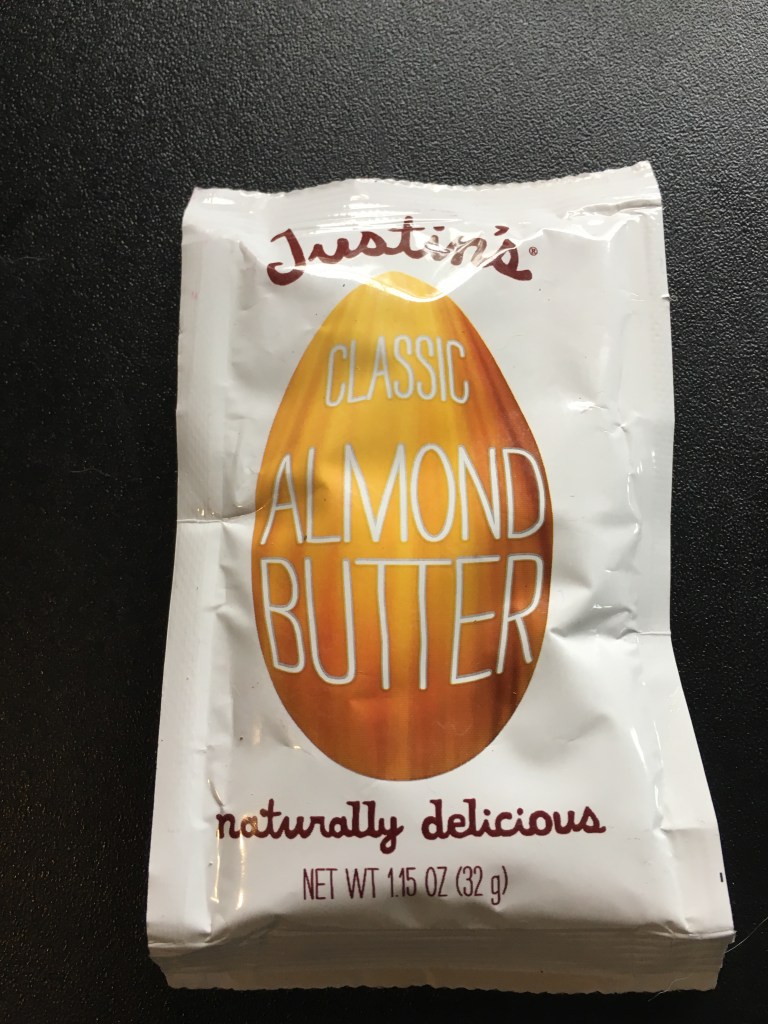 Justin's®
CLASSIC
ALMOND
BUTTER
naturally delicious
NET WT 1.15 OZ (32 g)